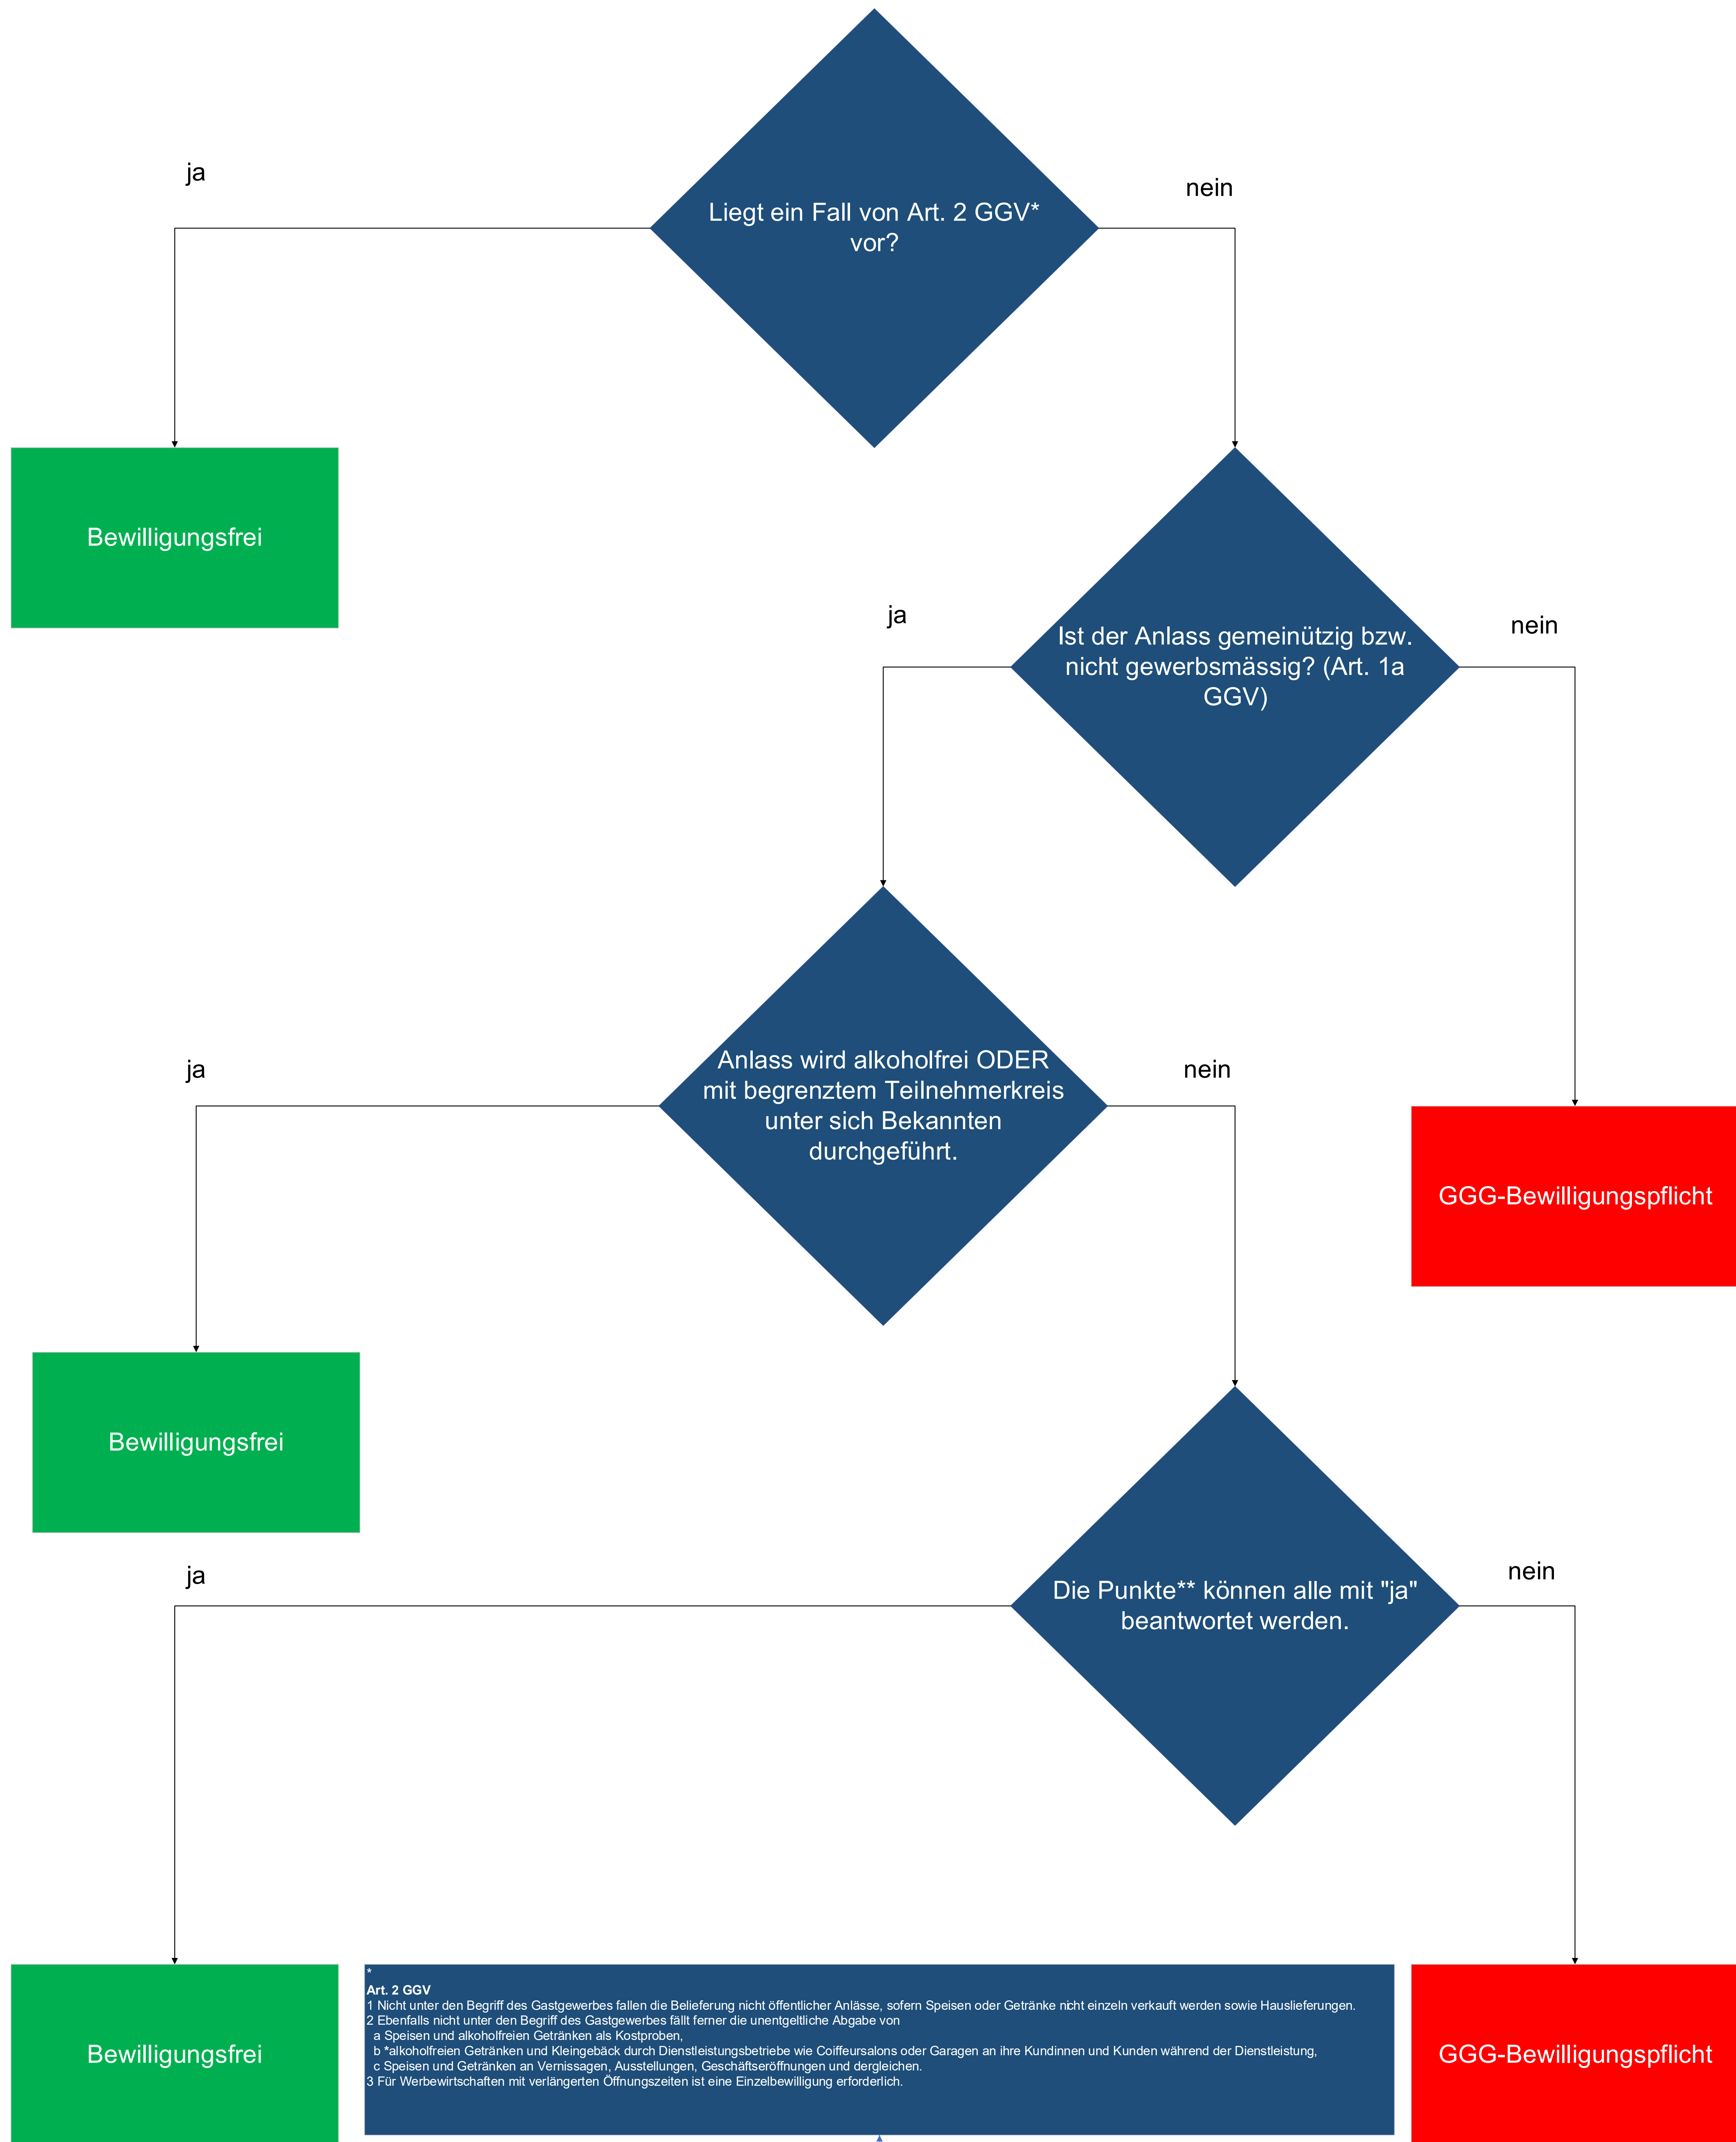 ja
nein
Liegt ein Fall von Art. 2 GGV*
vor?
Bewilligungsfrei
ja
nein
Ist der Anlass gemeinützig bzw.
nicht gewerbsmässig? (Art. 1a
GGV)
ja
nein
Anlass wird alkoholfrei ODER
mit begrenztem Teilnehmerkreis
unter sich Bekannten
durchgeführt.
GGG-Bewilligungspflicht
Bewilligungsfrei
ja
nein
Die Punkte** können alle mit "ja"
beantwortet werden.
Bewilligungsfrei
*
Art. 2 GGV
1 Nicht unter den Begriff des Gastgewerbes fallen die Belieferung nicht öffentlicher Anlässe, sofern Speisen oder Getränke nicht einzeln verkauft werden sowie Hauslieferungen.
2 Ebenfalls nicht unter den Begriff des Gastgewerbes fällt ferner die unentgeltliche Abgabe von
a Speisen und alkoholfreien Getränken als Kostproben,
b *alkoholfreien Getränken und Kleingebäck durch Dienstleistungsbetriebe wie Coiffeursalons oder Garagen an ihre Kundinnen und Kunden während der Dienstleistung,
c Speisen und Getränken an Vernissagen, Ausstellungen, Geschäftseröffnungen und dergleichen.
3 Für Werbewirtschaften mit verlängerten Öffnungszeiten ist eine Einzelbewilligung erforderlich.
GGG-Bewilligungspflicht